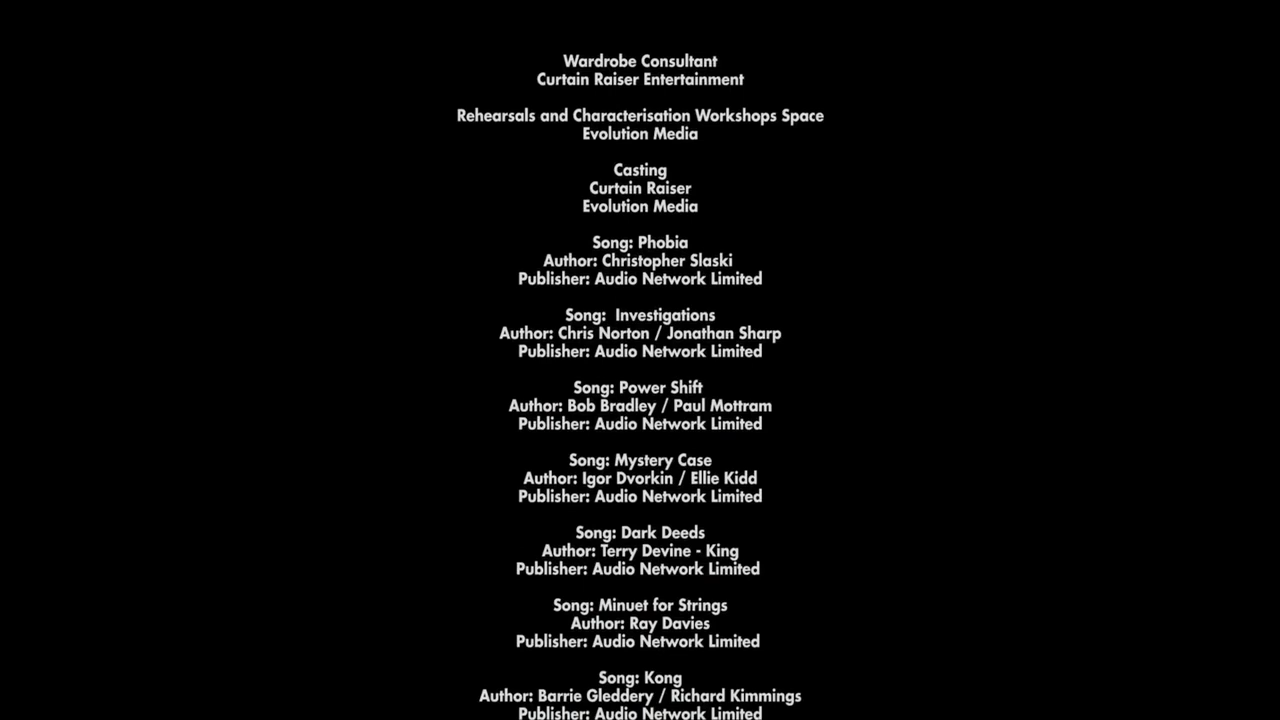 Wardrobe Consultant
Curtain Raiser Entertainment
Rehearsals and Characterisation Workshops Space
Evolution Media
Casting
Curtain Raiser
Evolution Media
Song: Phobia
Author: Christopher Slaski
Publisher: Audio Network Limited
Song:  Investigations
Author: Chris Norton / Jonathan Sharp
Publisher: Audio Network Limited
Song: Power Shift
Author: Bob Bradley / Paul Mottram
Publisher: Audio Network Limited
Song: Mystery Case
Author: Igor Dvorkin / Ellie Kidd
Publisher: Audio Network Limited
Song: Dark Deeds
Author: Terry Devine - King
Publisher: Audio Network Limited
Song: Minuet for Strings
Author: Ray Davies
Publisher: Audio Network Limited
Song: Kong
Author: Barrie Gleddery / Richard Kimmings
Publisher: Audio Network Limited